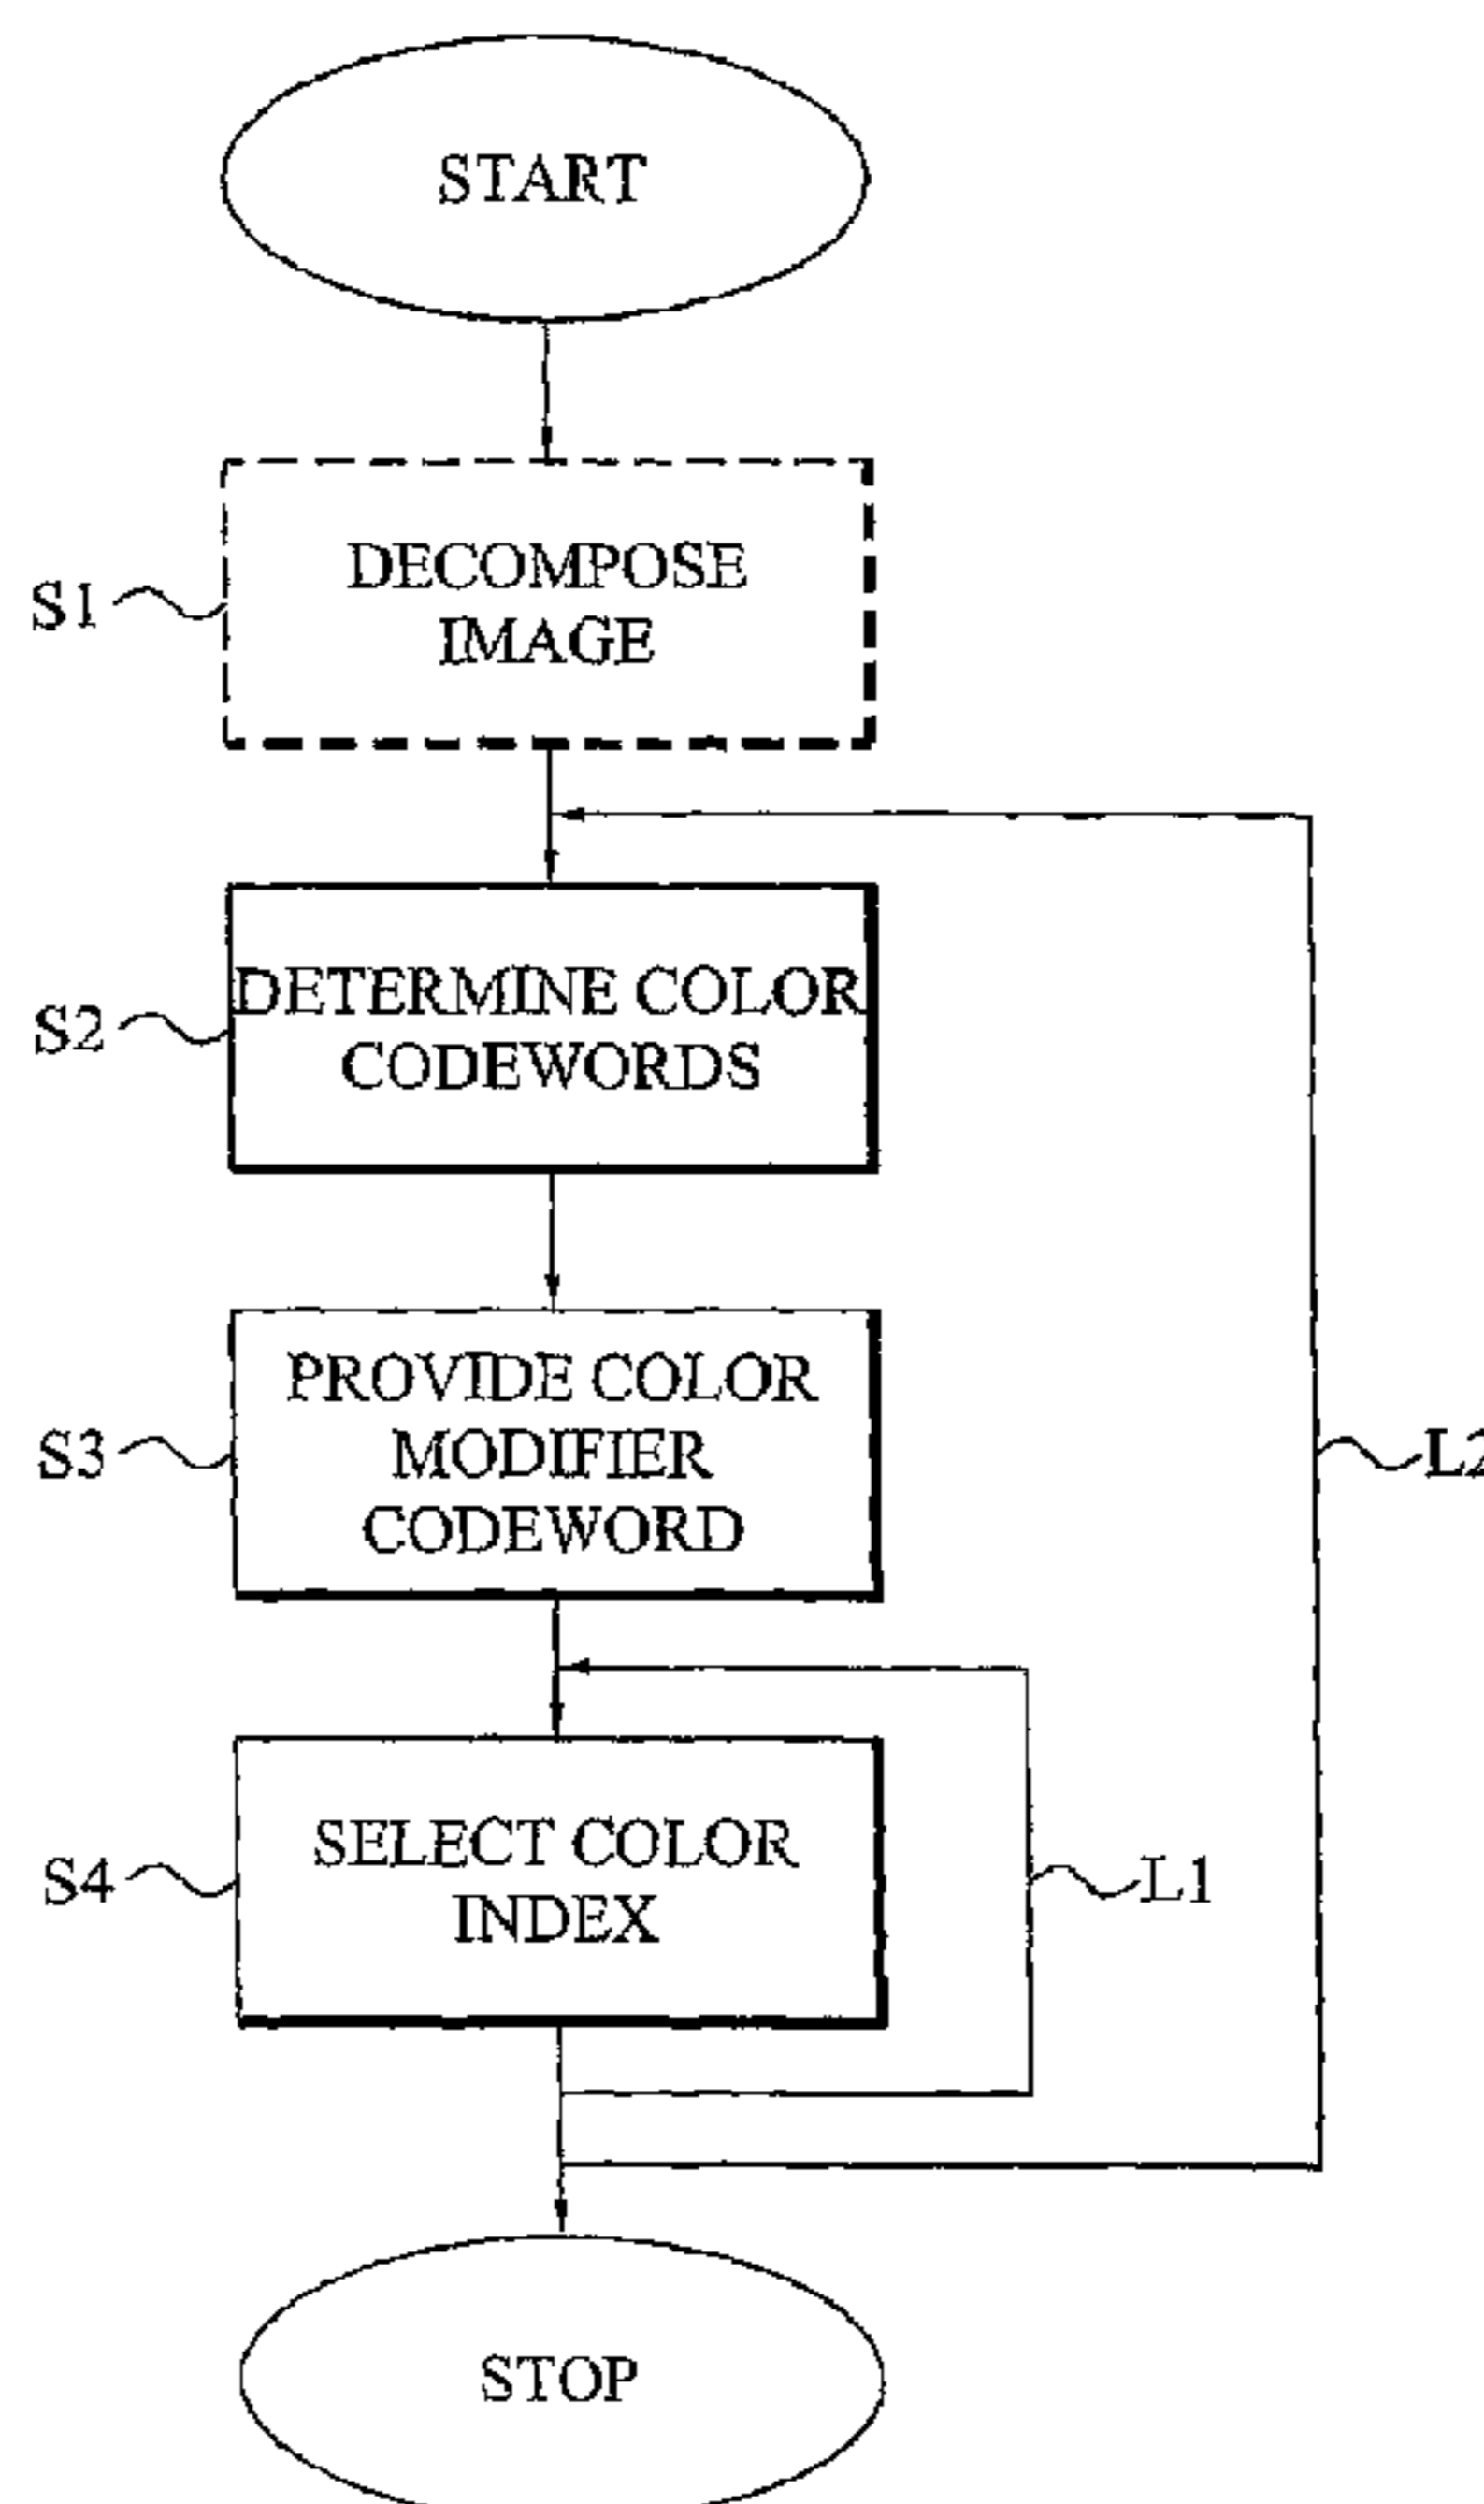 START
DECOMPOSE
IMAGE
S1
DETERMINE COLOR
CODEWORDS
S2
PROVIDE COLOR
MODIFIER
CODEWORD
S3
L2
SELECT COLOR
INDEX
S4
L1
STOP